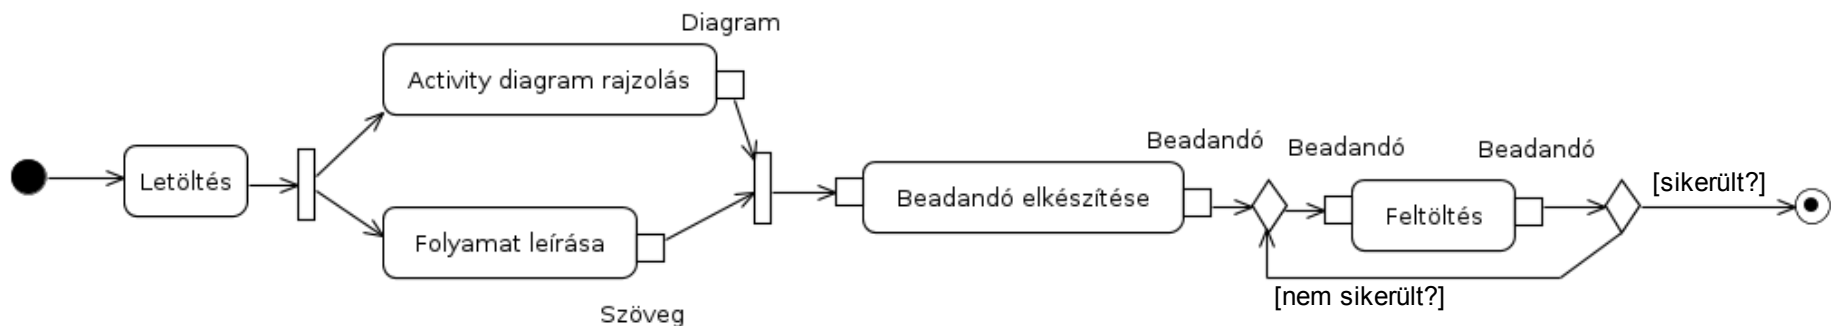 Diagram
Activity diagram rajzolás
Letöltés
Folyamat leírása
Szöveg
Beadandó elkészítése
Beadandó
Beadandó
Beadandó
Feltöltés
[sikerült?]
[nem sikerült?]